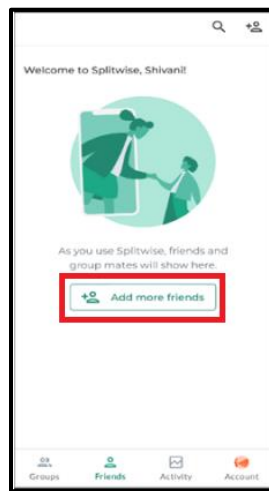 Welcome to Splitwise, Shivani!
As you use Splitwise, friends and
group mates will show here.
Add more friends
Groups Friends Activity Account